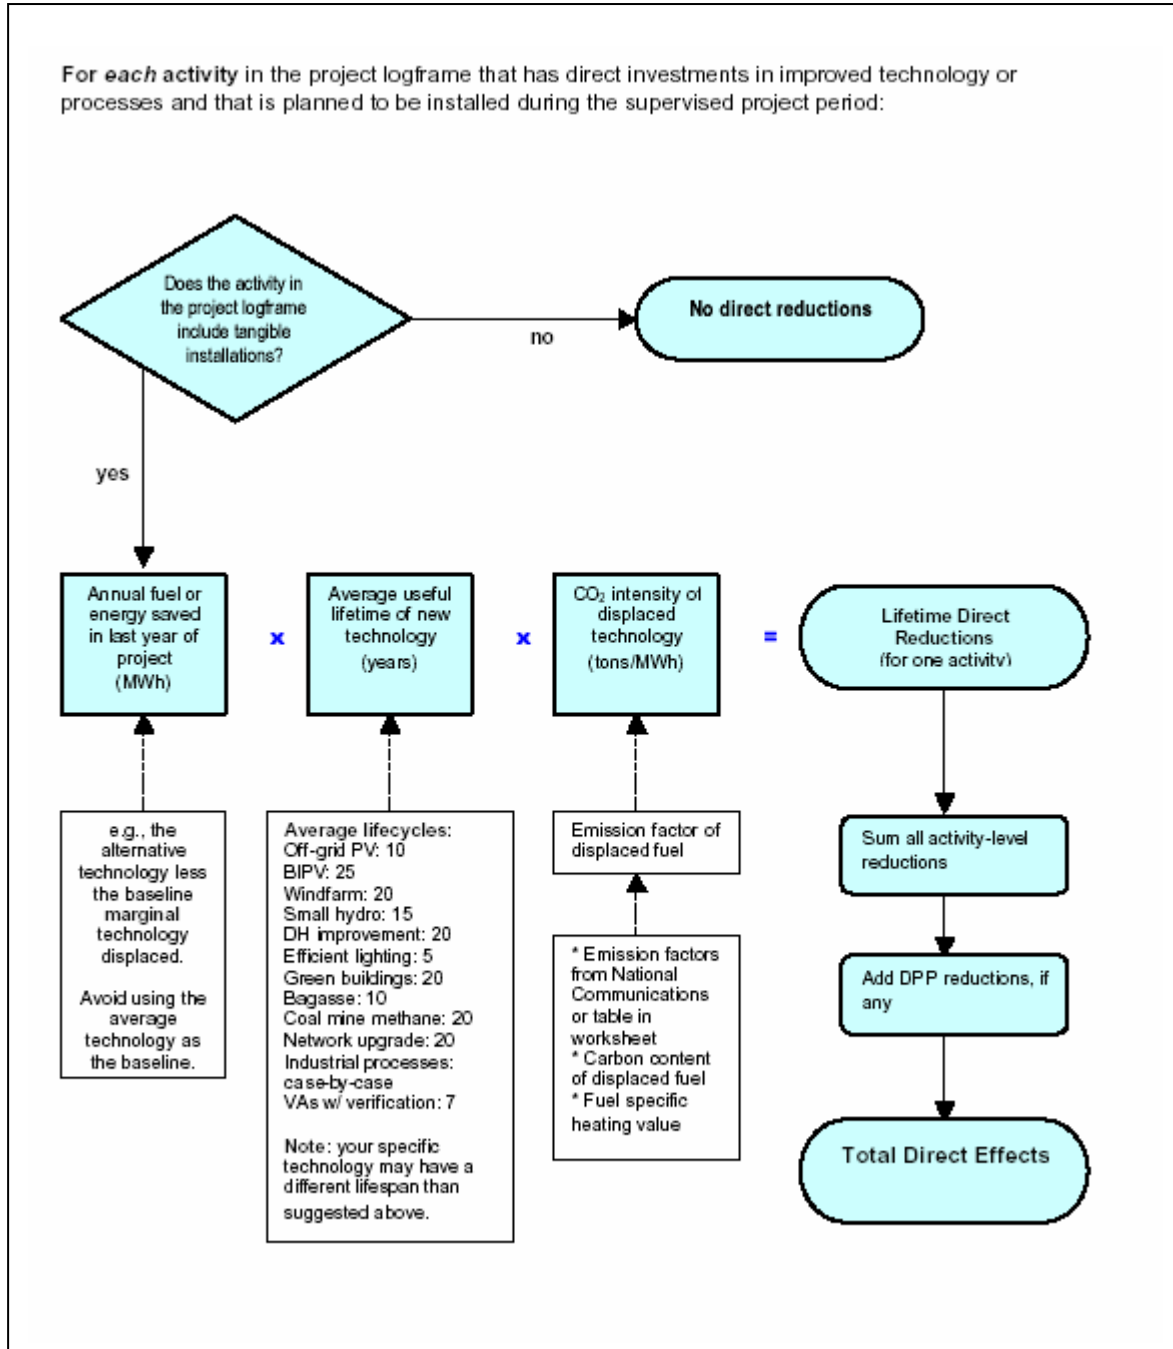 For each activity in the project logframe that has direct investments in improved technology or
processes and that is planned to be installed during the supervised project period:
Does the activity in
the project logframe
include tangible
installations?
no
No direct reductions
yes
Annual fuel or
energy saved
in last year of
project
(MWh)
x
Average useful
lifetime of new
technology
(years)
x
CO₂ intensity of
displaced
technology
(tons/MWh)
=
Lifetime Direct
Reductions
(for one activity)
e.g., the
alternative
technology less
the baseline
marginal
technology
displaced.
Avoid using the
average
technology as
the baseline.
Average lifecycles:
Off-grid PV: 10
BIPV: 25
Windfarm: 20
Small hydro: 15
DH improvement: 20
Efficient lighting: 5
Green buildings: 20
Bagasse: 10
Coal mine methane: 20
Network upgrade: 20
Industrial processes:
case-by-case
VAs w/ verification: 7
Note: your specific
technology may have a
different lifespan than
suggested above.
Emission factor of
displaced fuel
* Emission factors
from National
Communications
or table in
worksheet
* Carbon content
of displaced fuel
* Fuel specific
heating value
Sum all activity-level
reductions
Add DPP reductions, if
any
Total Direct Effects